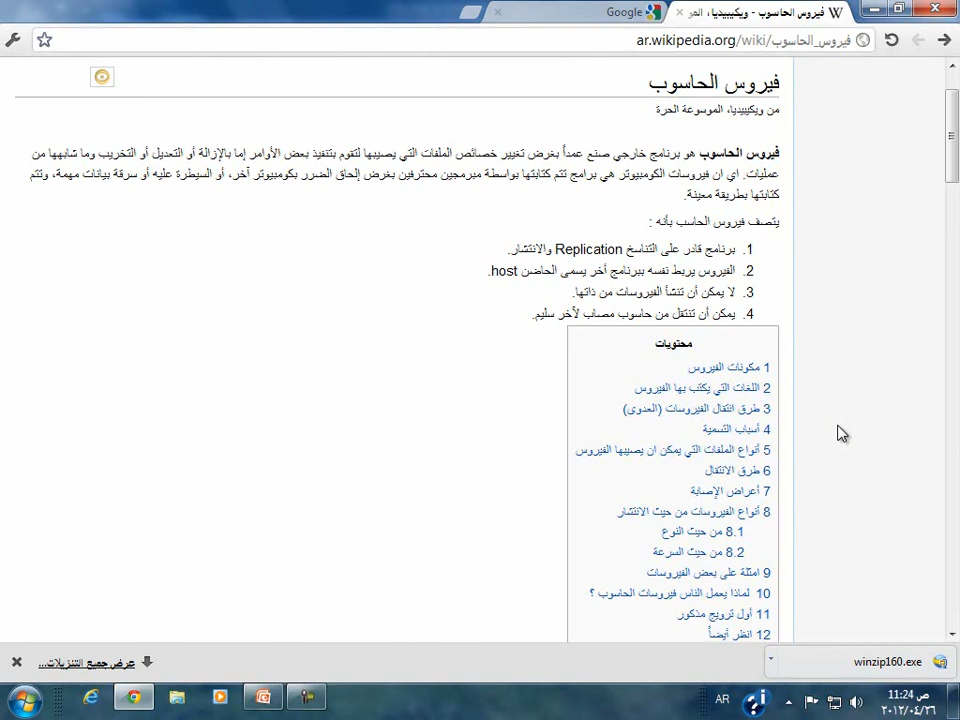 فيروس الحاسوب - ويكيبيديا، المو
Google
ar.wikipedia.org/wiki/فيروس_الحاسوب
فيروس الحاسوب
من ويكيبيديا، الموسوعة الحرة
فيروس الحاسوب هو برنامج خارجي صنع عمداً بغرض تغيير خصائص الملفات التي يصيبها لتقوم بتنفيذ بعض الأوامر إما بالإزالة أو التعديل أو التخريب وما شابهها من
عمليات. اي ان فيروسات الكومبيوتر هي برامج تتم كتابتها بواسطة مبرمجين محترفين بغرض إلحاق الضرر بكومبيوتر آخر، أو السيطرة عليه أو سرقة بيانات مهمة، وتتم
كتابتها بطريقة معينة.
يتصف فيروس الحاسب بأنه :
1. برنامج قادر على التناسخ Replication والانتشار.
2. الفيروس يربط نفسه ببرنامج أخر يسمى الحاضن host.
3. لا يمكن أن تنشأ الفيروسات من ذاتها.
4. يمكن أن تنتقل من حاسوب مصاب لآخر سليم.
محتويات
1 مكونات الفيروس
2 اللغات التي يكتب بها الفيروس
3 طرق انتقال الفيروسات (العدوى)
4 أسباب التسمية
5 أنواع الملفات التي يمكن ان يصيبها الفيروس
6 طرق الانتقال
7 أعراض الإصابة
8 أنواع الفيروسات من حيث الانتشار
8.1 من حيث النوع
8.2 من حيث السرعة
9 امثلة على بعض الفيروسات
10 لماذا يعمل الناس فيروسات الحاسوب ؟
11 أول ترويج مذكور
12 انظر أيضاً
winzip160.exe
عرض جميع التنزيلات...
AR
11:24 ص
٢٠١٢/٠٤/٢٦